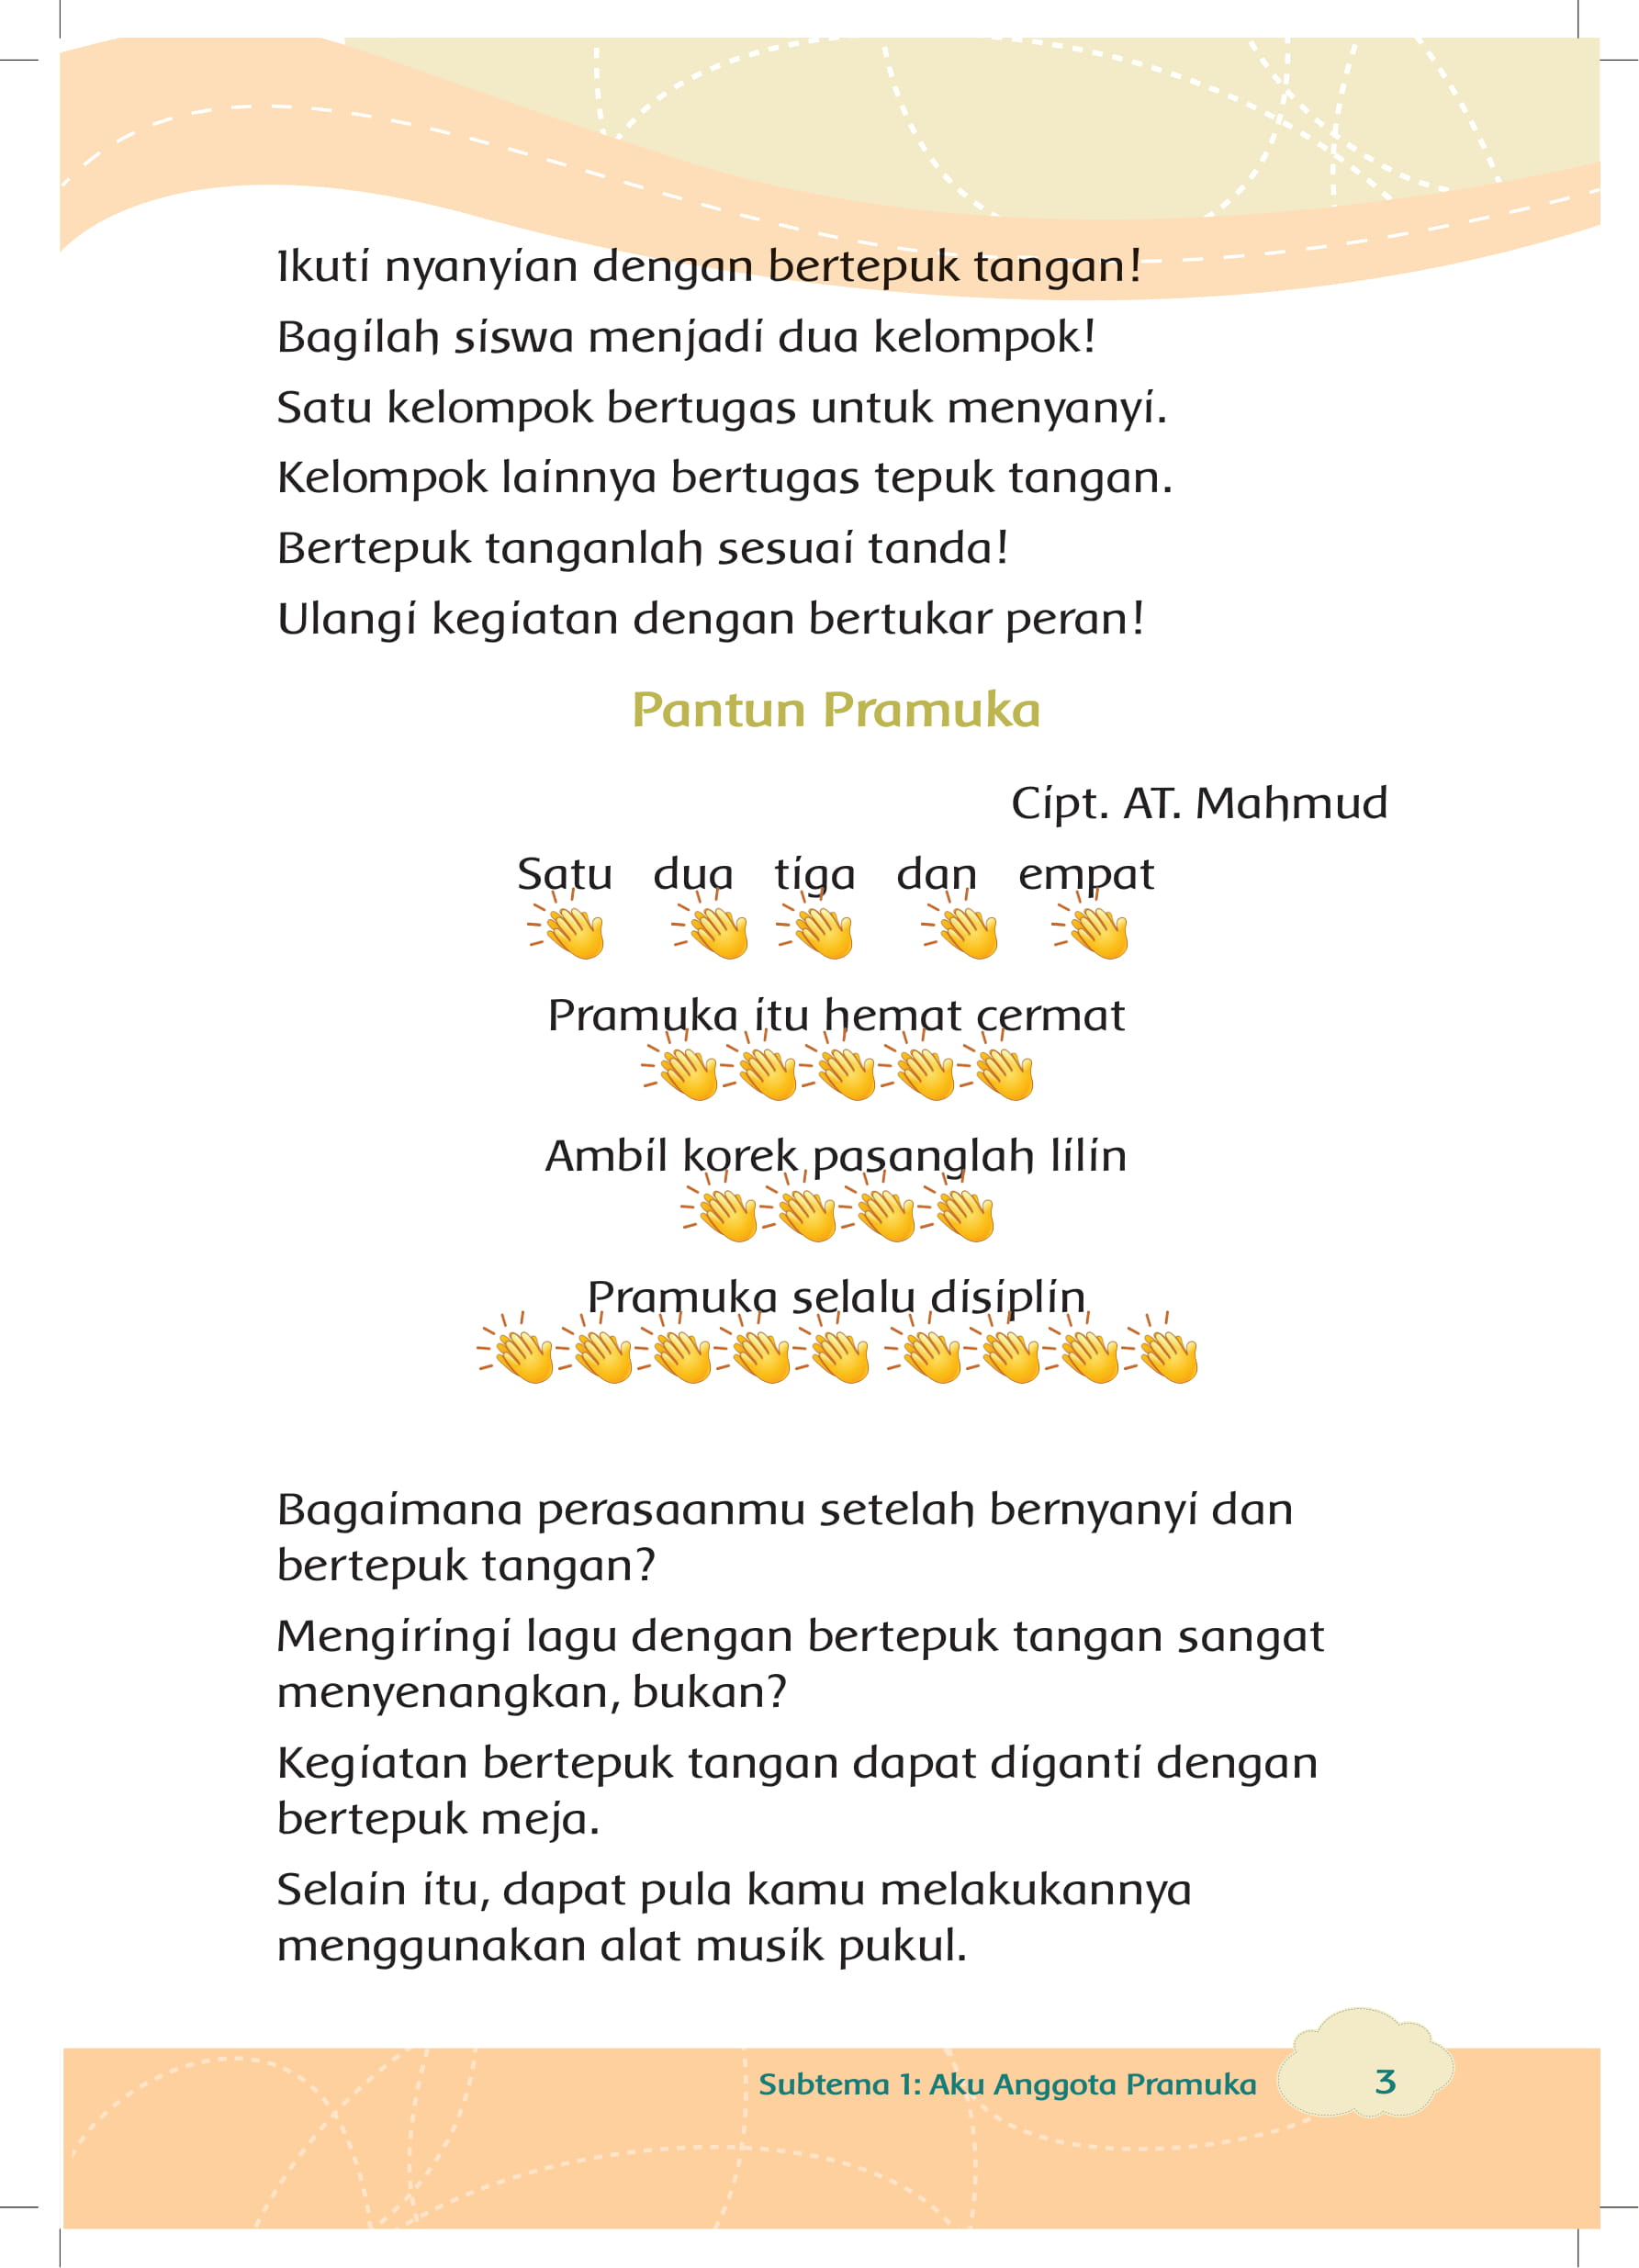 Ikuti nyanyian dengan bertepuk tangan!
Bagilah siswa menjadi dua kelompok!
Satu kelompok bertugas untuk menyanyi.
Kelompok lainnya bertugas tepuk tangan.
Bertepuk tanganlah sesuai tanda!
Ulangi kegiatan dengan bertukar peran!
Pantun Pramuka
Cipt. AT. Mahmud
Satu dua tiga dan empat
Pramuka itu hemat cermat
Ambil korek pasanglah lilin
Pramuka selalu disiplin
Bagaimana perasaanmu setelah bernyanyi dan
bertepuk tangan?
Mengiringi lagu dengan bertepuk tangan sangat
menyenangkan, bukan?
Kegiatan bertepuk tangan dapat diganti dengan
bertepuk meja.
Selain itu, dapat pula kamu melakukannya
menggunakan alat musik pukul.
Subtema 1: Aku Anggota Pramuka 3